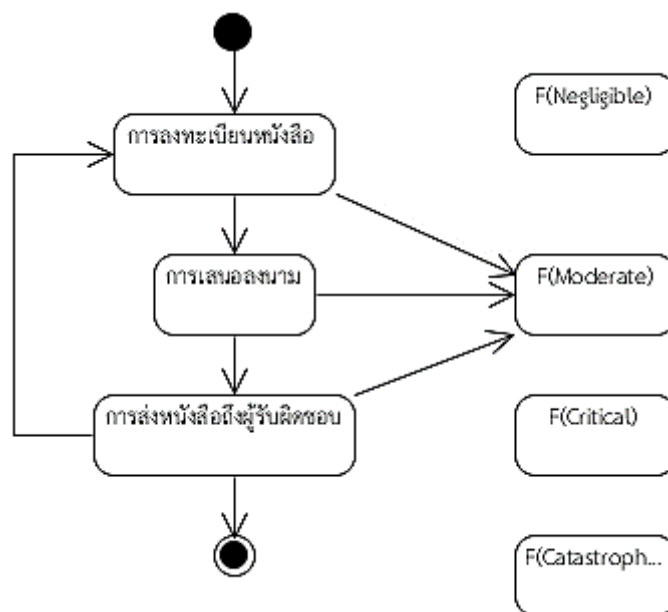 F(Negligible)
การลงทะเบียนหนังสือ
การเสนอลงนาม
F(Moderate)
การส่งหนังสือถึงผู้รับผิดชอบ
F(Critical)
F(Catastroph...